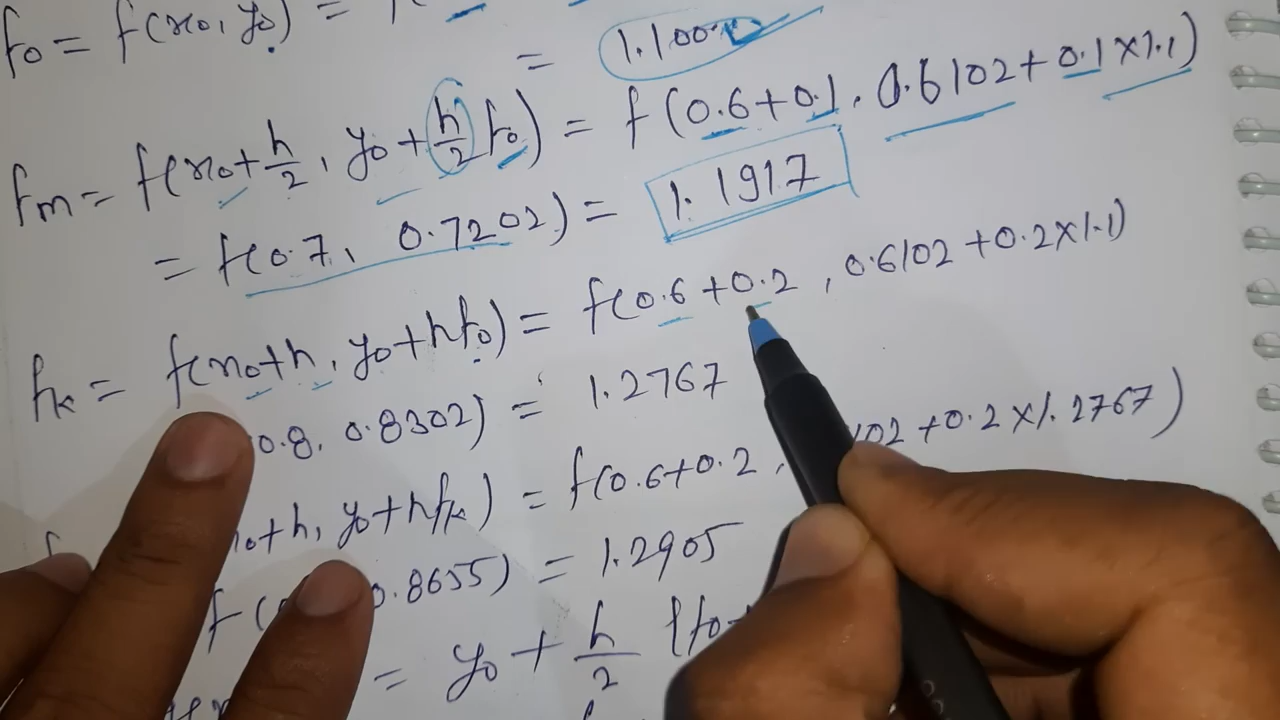 f₀ = f(x₀, y₀) =
= 1.100
fm = f(x₀+h/2, y₀+h/2 f₀) = f(0.6+0.1, 0.6102+0.1×1.1)
= f(0.7, 0.7202) = 1.1917
fk = f(x₀+h, y₀+hf₀) = f(0.6+0.2, 0.6102+0.2×1.1)
0.8, 0.8302) = 1.2767
x₀+h, y₀+hfk) = f(0.6+0.2, 102+0.2×1.2767)
f( 0.8655) = 1.2905
= y₀ + h/2 [f₀+